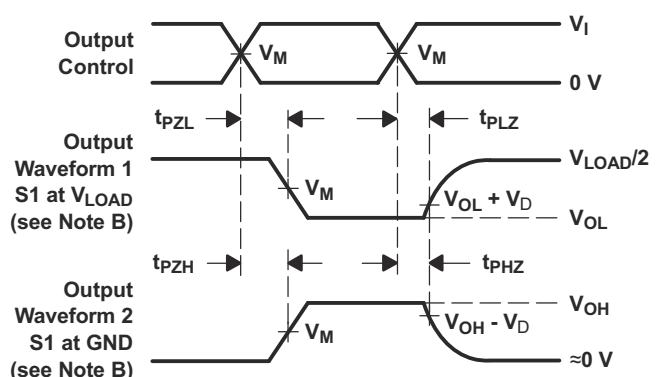 Output
Control
V_M
V_M
V_I
0 V
t_PZL
t_PLZ
Output
Waveform 1
S1 at V_LOAD
(see Note B)
V_M
V_LOAD/2
V_OL + V_D
V_OL
t_PZH
t_PHZ
Output
Waveform 2
S1 at GND
(see Note B)
V_M
V_OH
V_OH - V_D
≈0 V